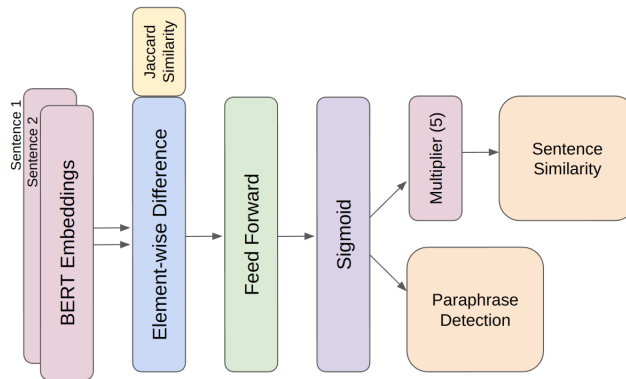 Sentence 1
Sentence 2
BERT Embeddings
Jaccard
Similarity
Element-wise Difference
Feed Forward
Sigmoid
Multiplier (5)
Sentence
Similarity
Paraphrase
Detection